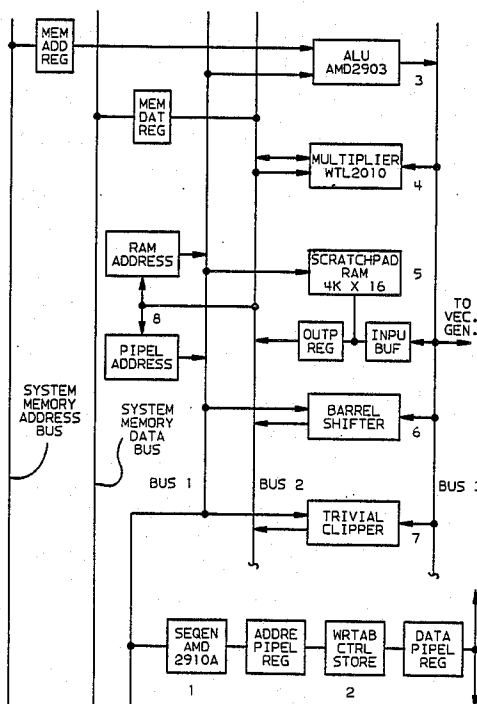 MEM
ADD
REG
ALU
AMD2903
3
MEM
DAT
REG
MULTIPLIER
WTL2010
4
RAM
ADDRESS
SCRATCHPAD
RAM
4K X 16
5
TO
VEC.
GEN.
8
OUTP
REG
INPU
BUF
PIPEL
ADDRESS
SYSTEM
MEMORY
ADDRESS
BUS
SYSTEM
MEMORY
DATA
BUS
BARREL
SHIFTER
6
BUS 1
BUS 2
BUS 3
TRIVIAL
CLIPPER
7
SEQEN
AMD
2910A
ADDRE
PIPEL
REG
WRTAB
CTRL
STORE
DATA
PIPEL
REG
1
2